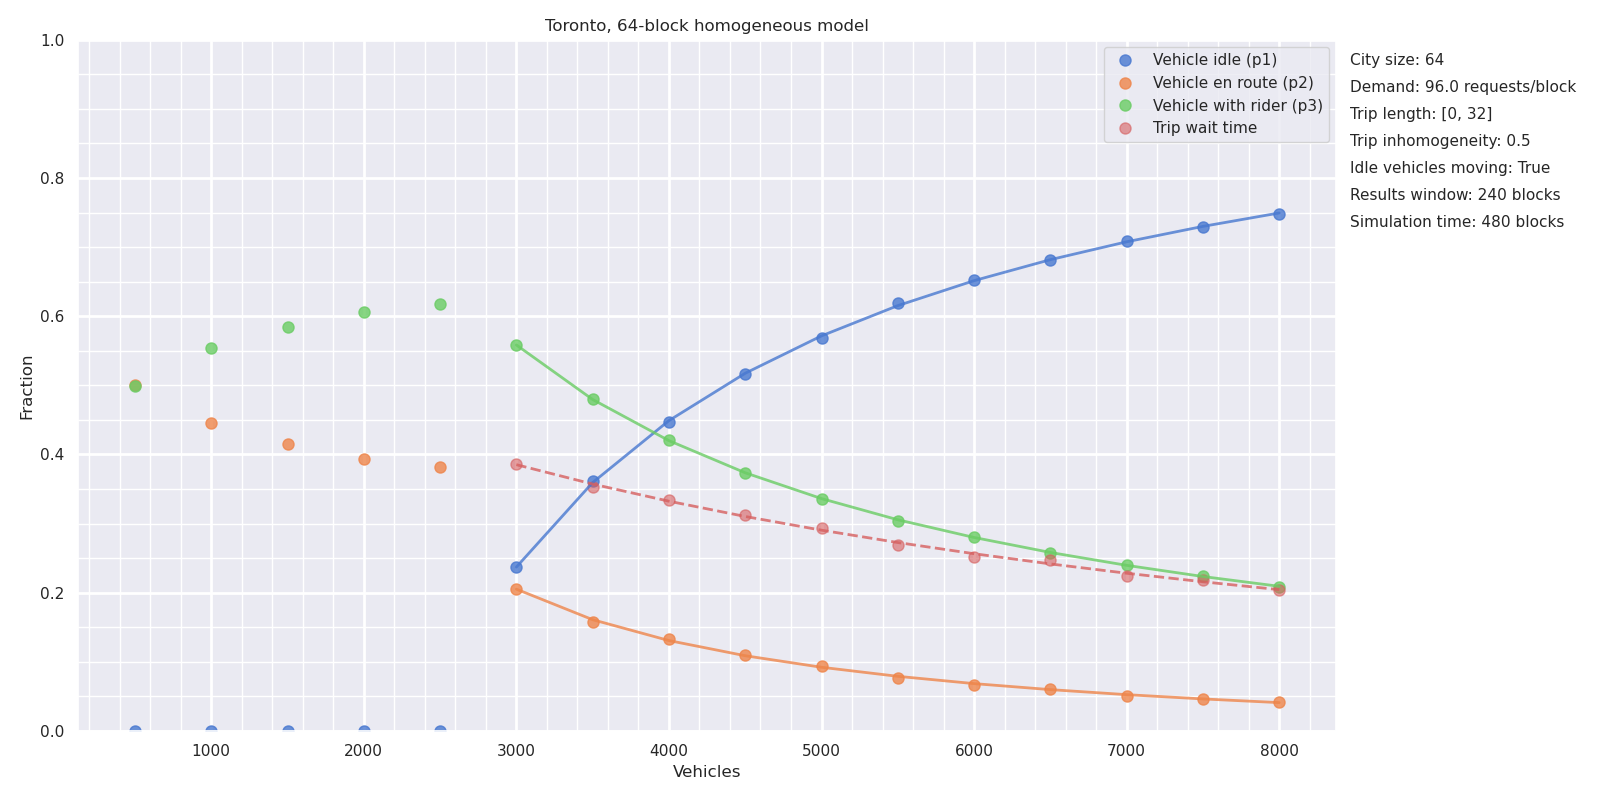 Toronto, 64-block homogeneous model
1.0
0.8
0.6
0.4
0.2
0.0
Fraction
Vehicle idle (p1)
Vehicle en route (p2)
Vehicle with rider (p3)
Trip wait time
City size: 64
Demand: 96.0 requests/block
Trip length: [0, 32]
Trip inhomogeneity: 0.5
Idle vehicles moving: True
Results window: 240 blocks
Simulation time: 480 blocks
1000 2000 3000 4000 5000 6000 7000 8000
Vehicles